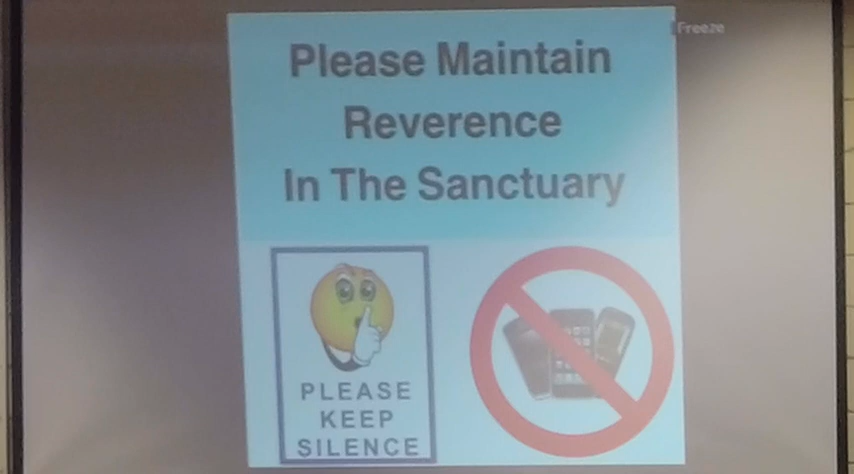 Freeze
Please Maintain
Reverence
In The Sanctuary
PLEASE
KEEP
SILENCE